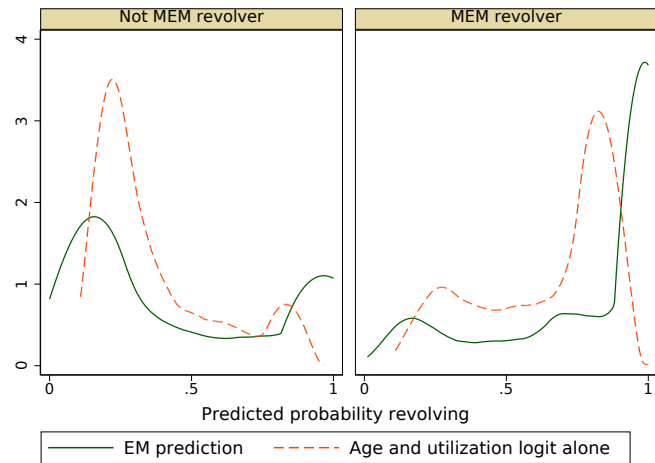 Not MEM revolver
MEM revolver
4
3
2
1
0
0 .5 1
0 .5 1
Predicted probability revolving
EM prediction
Age and utilization logit alone